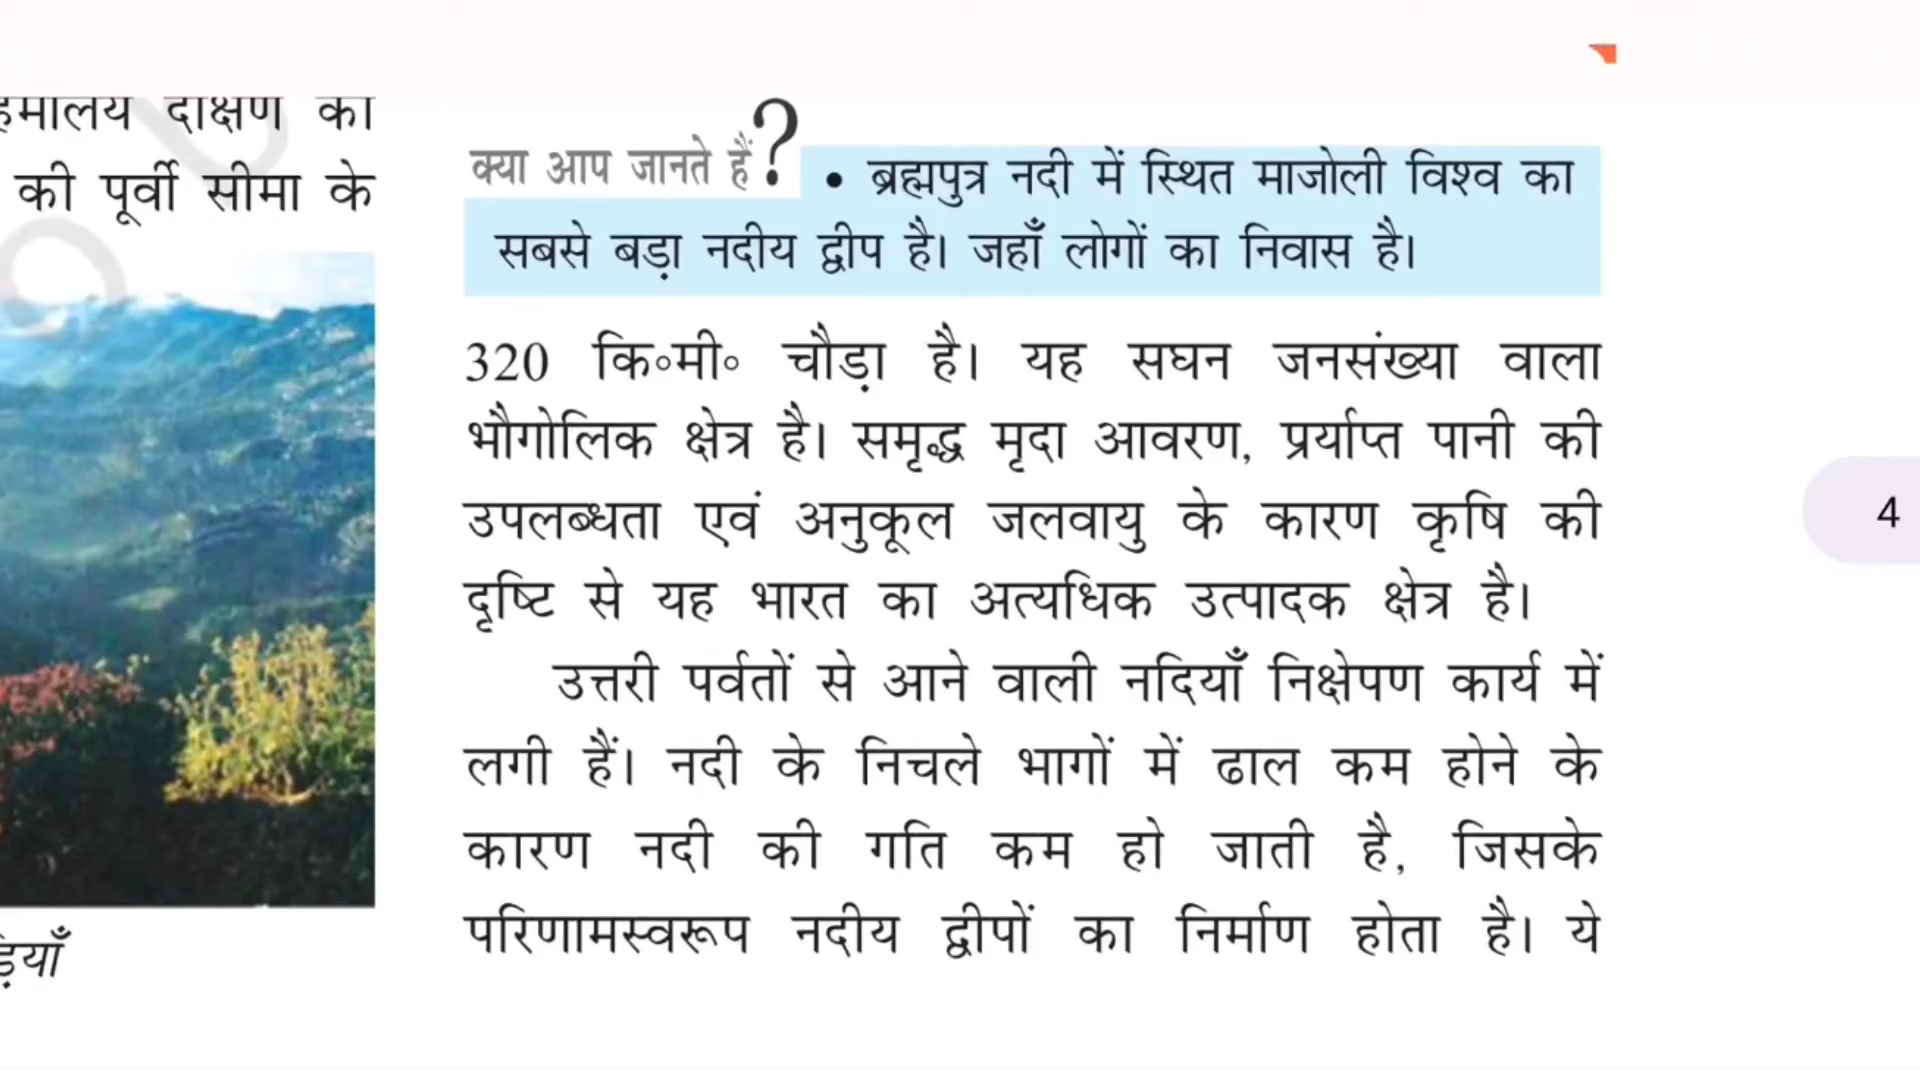 दक्षिण की
की पूर्वी सीमा के
क्या आप जानते हैं?
• ब्रह्मपुत्र नदी में स्थित माजोली विश्व का
सबसे बड़ा नदीय द्वीप है। जहाँ लोगों का निवास है।
320 कि॰मी॰ चौड़ा है। यह सघन जनसंख्या वाला
भौगोलिक क्षेत्र है। समृद्ध मृदा आवरण, प्रर्याप्त पानी की
उपलब्धता एवं अनुकूल जलवायु के कारण कृषि की
दृष्टि से यह भारत का अत्यधिक उत्पादक क्षेत्र है।
उत्तरी पर्वतों से आने वाली नदियाँ निक्षेपण कार्य में
लगी हैं। नदी के निचले भागों में ढाल कम होने के
कारण नदी की गति कम हो जाती है, जिसके
परिणामस्वरूप नदीय द्वीपों का निर्माण होता है। ये
4